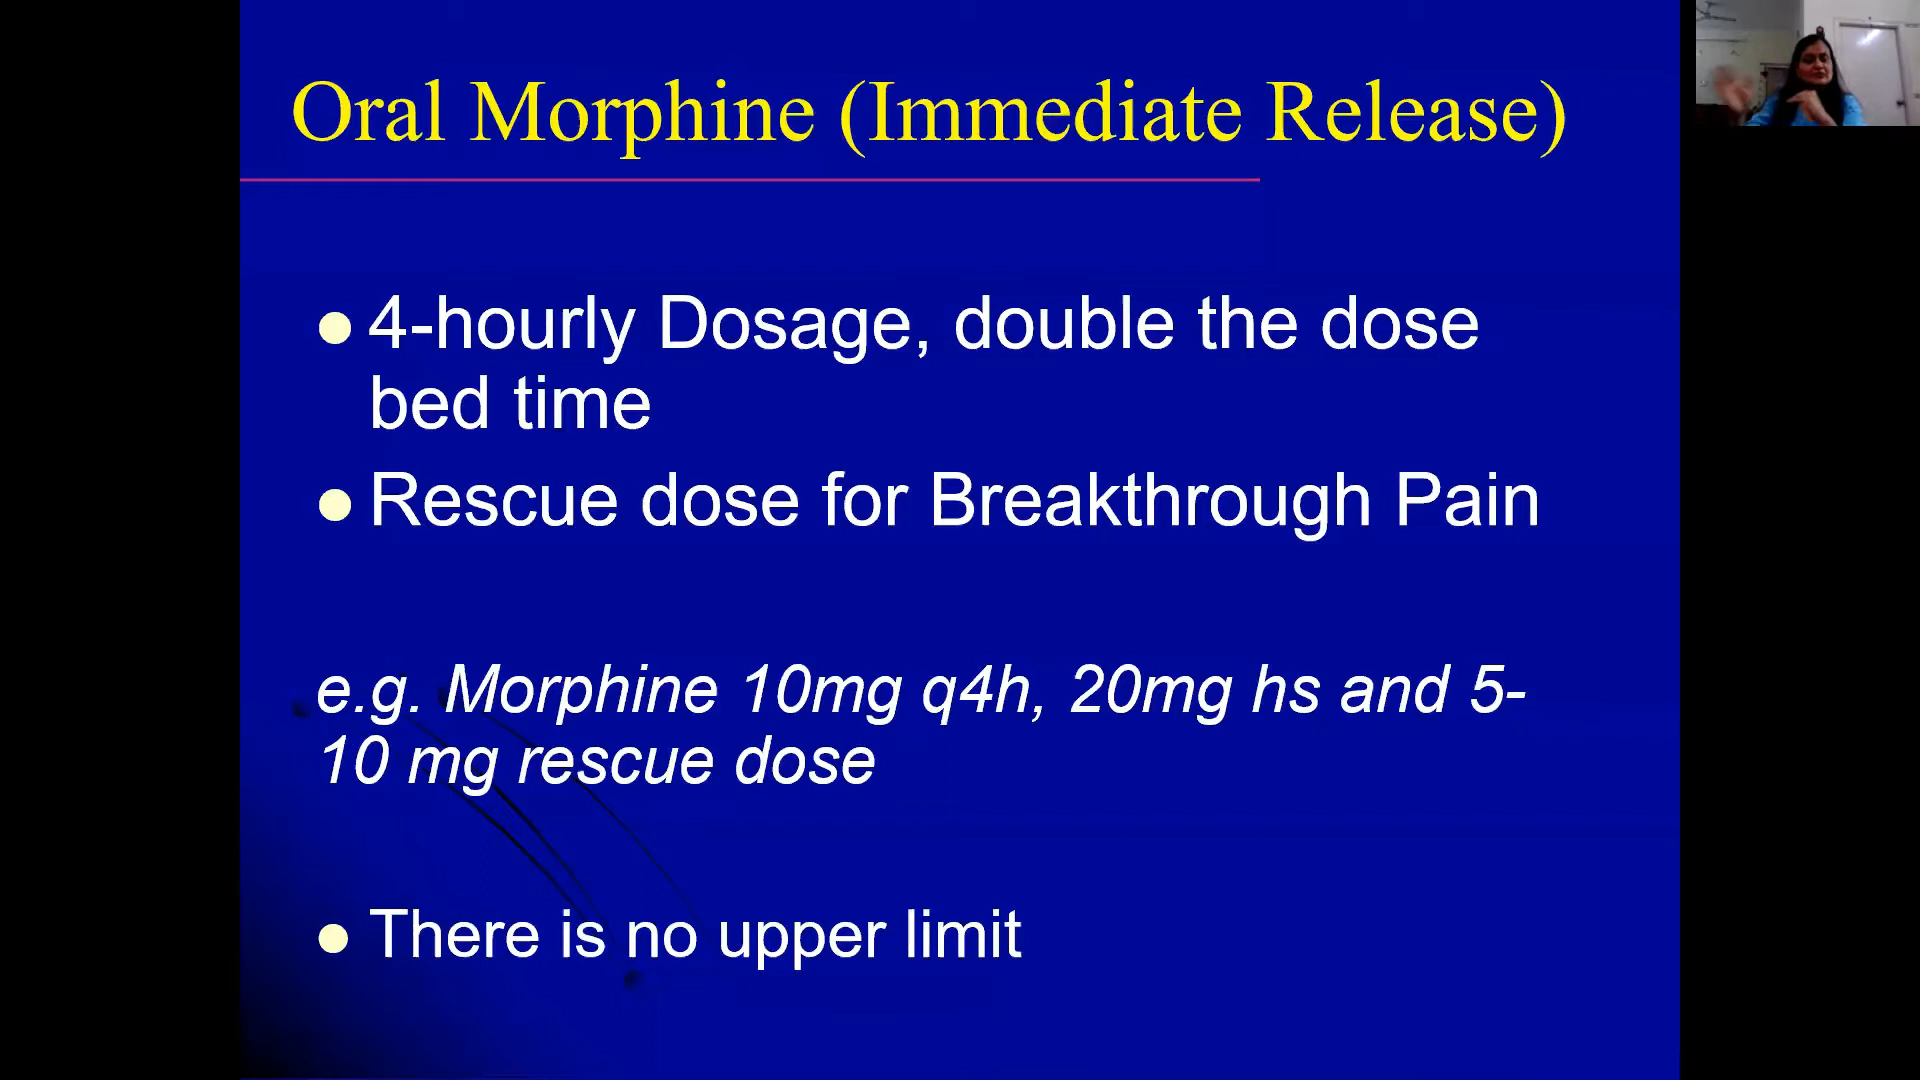 Oral Morphine (Immediate Release)
4-hourly Dosage, double the dose
bed time
Rescue dose for Breakthrough Pain
e.g. Morphine 10mg q4h, 20mg hs and 5-
10 mg rescue dose
There is no upper limit